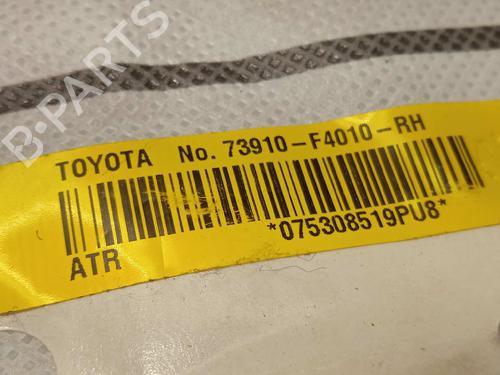 B-PARTS
TOYOTA No. 73910-F4010-RH
*075308519PU8*
ATR